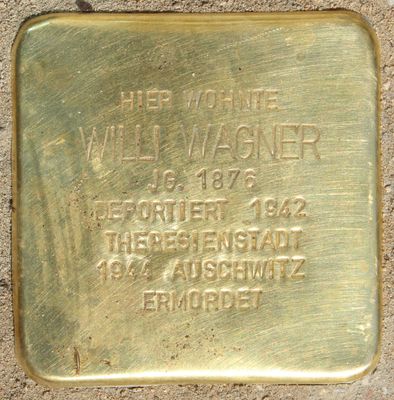 HIER WOHNTE
WILLI WAGNER
JG. 1876
DEPORTIERT 1942
THERESIENSTADT
1944 AUSCHWITZ
ERMORDET